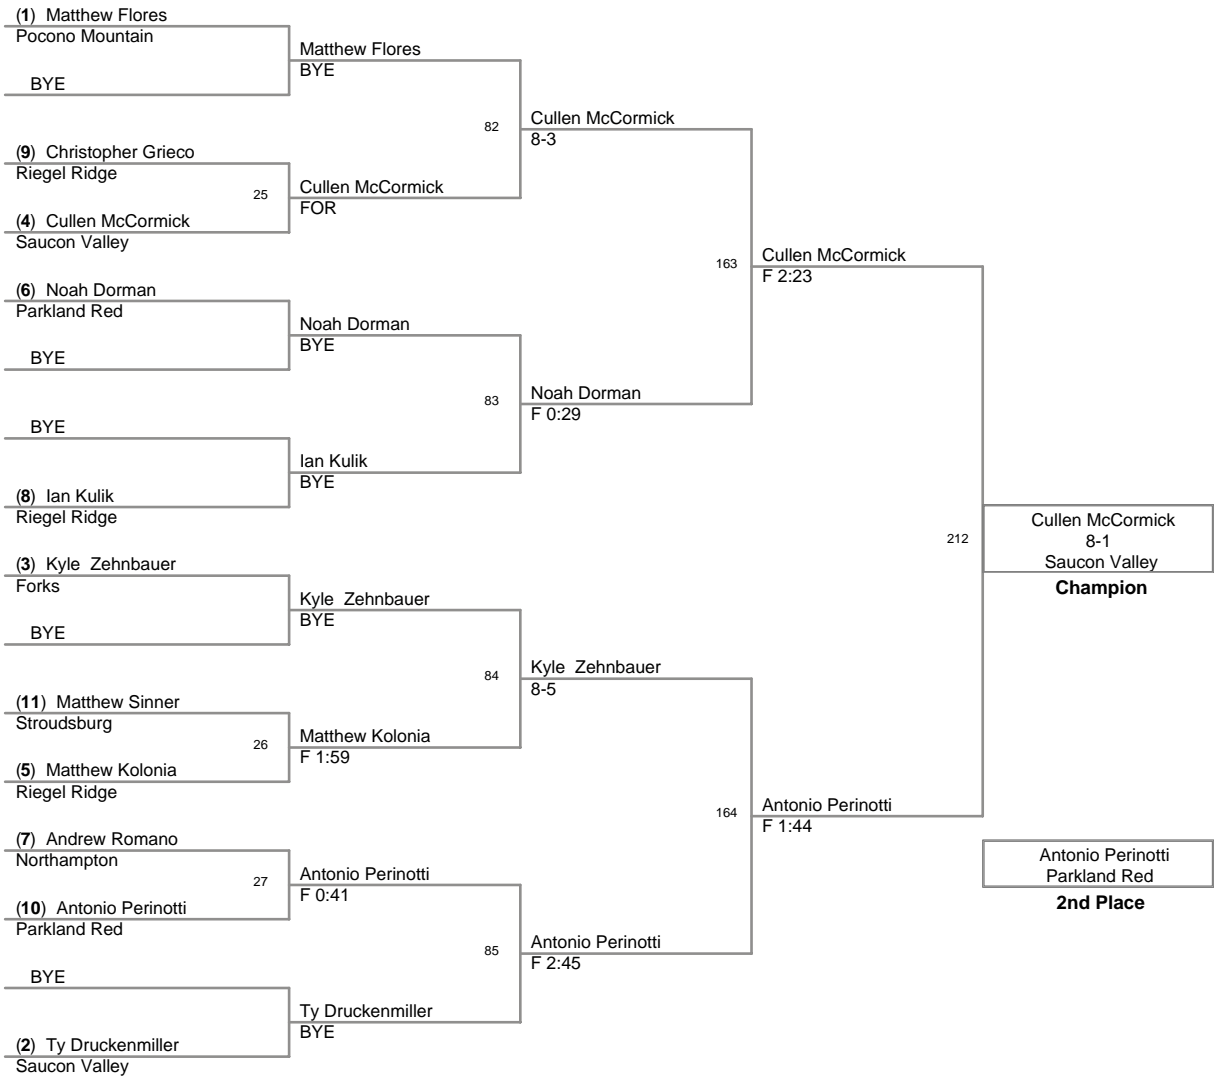 (1) Matthew Flores
Pocono Mountain
BYE
Matthew Flores
BYE
82
(9) Christopher Grieco
Riegel Ridge
25
(4) Cullen McCormick
Saucon Valley
Cullen McCormick
FOR
Cullen McCormick
8-3
163
(6) Noah Dorman
Parkland Red
BYE
Noah Dorman
BYE
83
BYE
(8) Ian Kulik
Riegel Ridge
Ian Kulik
BYE
Noah Dorman
F 0:29
Cullen McCormick
F 2:23
212
(3) Kyle Zehnbauer
Forks
BYE
Kyle Zehnbauer
BYE
84
(11) Matthew Sinner
Stroudsburg
26
(5) Matthew Kolonia
Riegel Ridge
Matthew Kolonia
F 1:59
Kyle Zehnbauer
8-5
164
(7) Andrew Romano
Northampton
27
(10) Antonio Perinotti
Parkland Red
Antonio Perinotti
F 0:41
85
BYE
(2) Ty Druckenmiller
Saucon Valley
Ty Druckenmiller
BYE
Antonio Perinotti
F 2:45
Antonio Perinotti
F 1:44
Cullen McCormick
8-1
Saucon Valley
Champion
Antonio Perinotti
Parkland Red
2nd Place